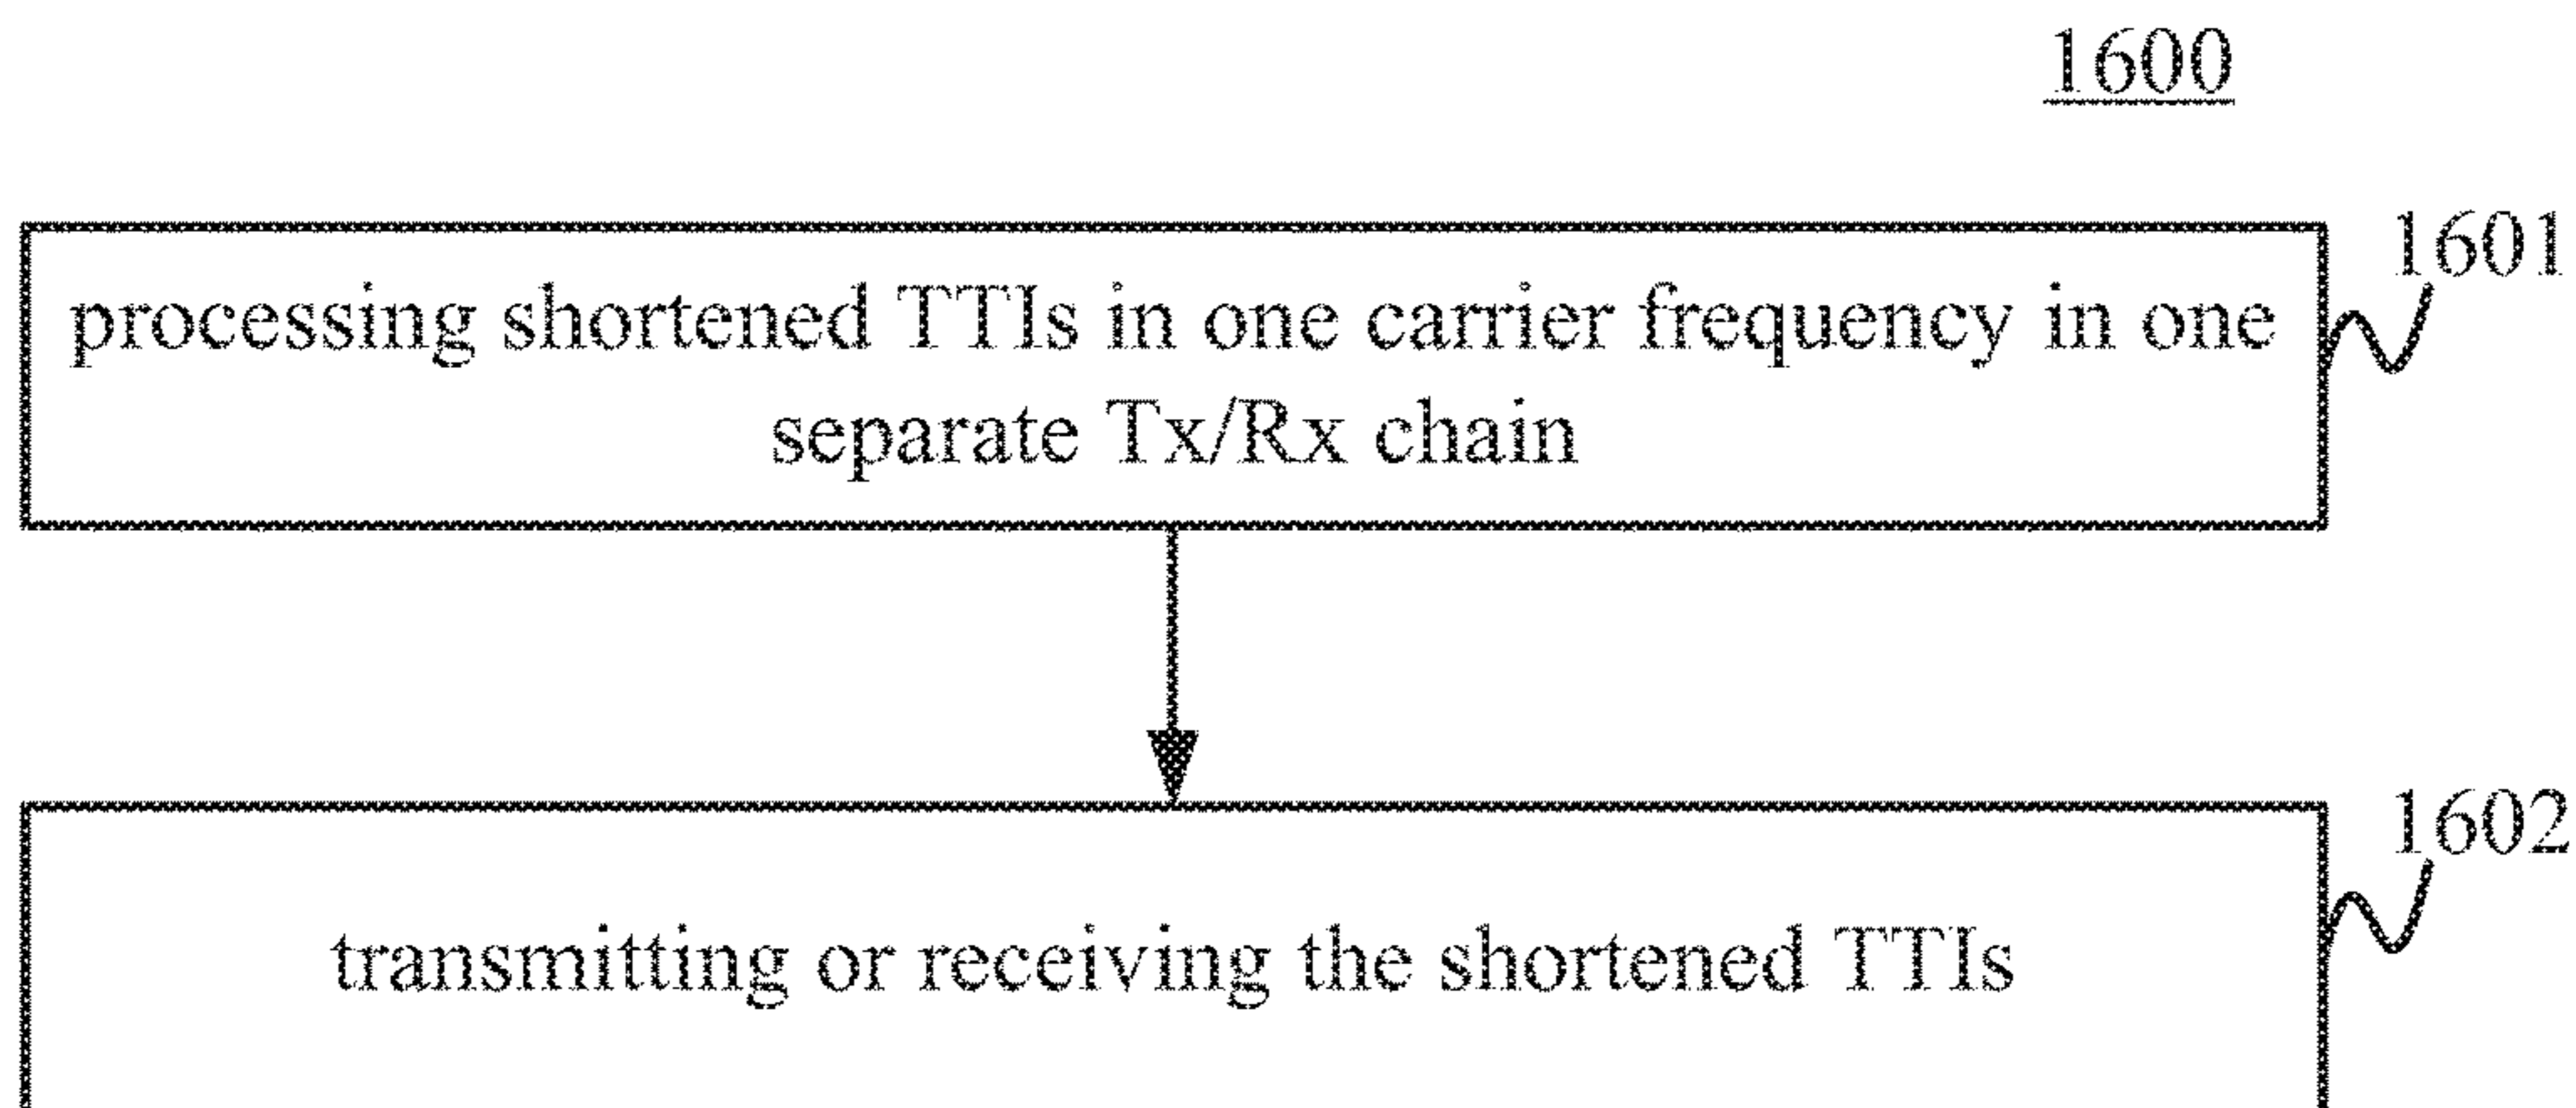 1600
1601
processing shortened TTIs in one carrier frequency in one
separate Tx/Rx chain
1602
transmitting or receiving the shortened TTIs